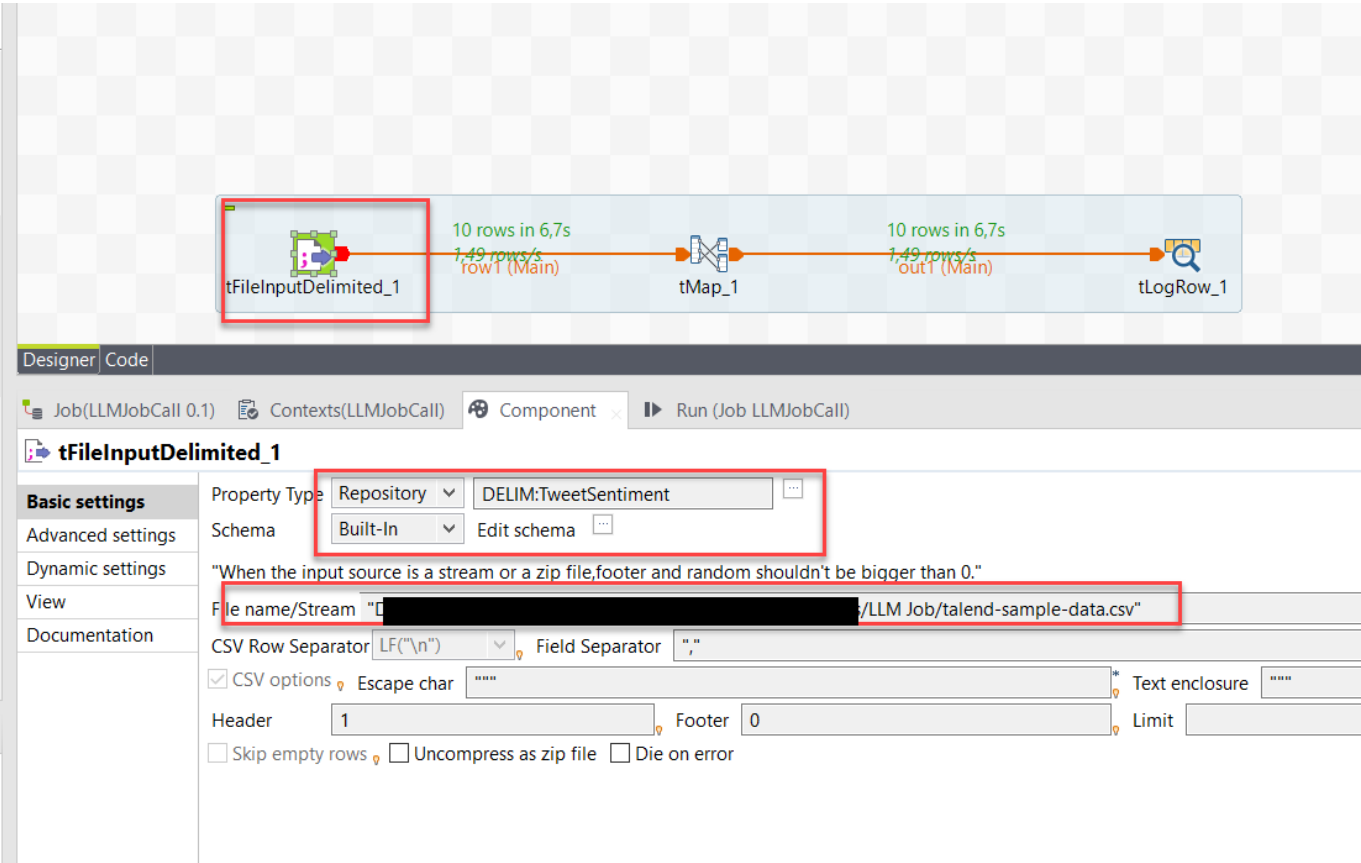 10 rows in 6,7s
10 rows in 6,7s
1,49 rows/s
1,49 rows/s
row1 (Main)
out1 (Main)
tFileInputDelimited_1
tMap_1
tLogRow_1
Designer Code
Job(LLMJobCall 0.1) Contexts(LLMJobCall) Component Run (Job LLMJobCall)
tFileInputDelimited_1
Basic settings
Advanced settings
Dynamic settings
View
Documentation
Property Type Repository DELIM:TweetSentiment ...
Schema Built-In Edit schema ...
"When the input source is a stream or a zip file,footer and random shouldn't be bigger than 0."
File name/Stream "D /LLM Job/talend-sample-data.csv"
CSV Row Separator LF("\n") Field Separator ","
CSV options Escape char """ * Text enclosure """
Header 1 Footer 0 Limit
Skip empty rows Uncompress as zip file Die on error